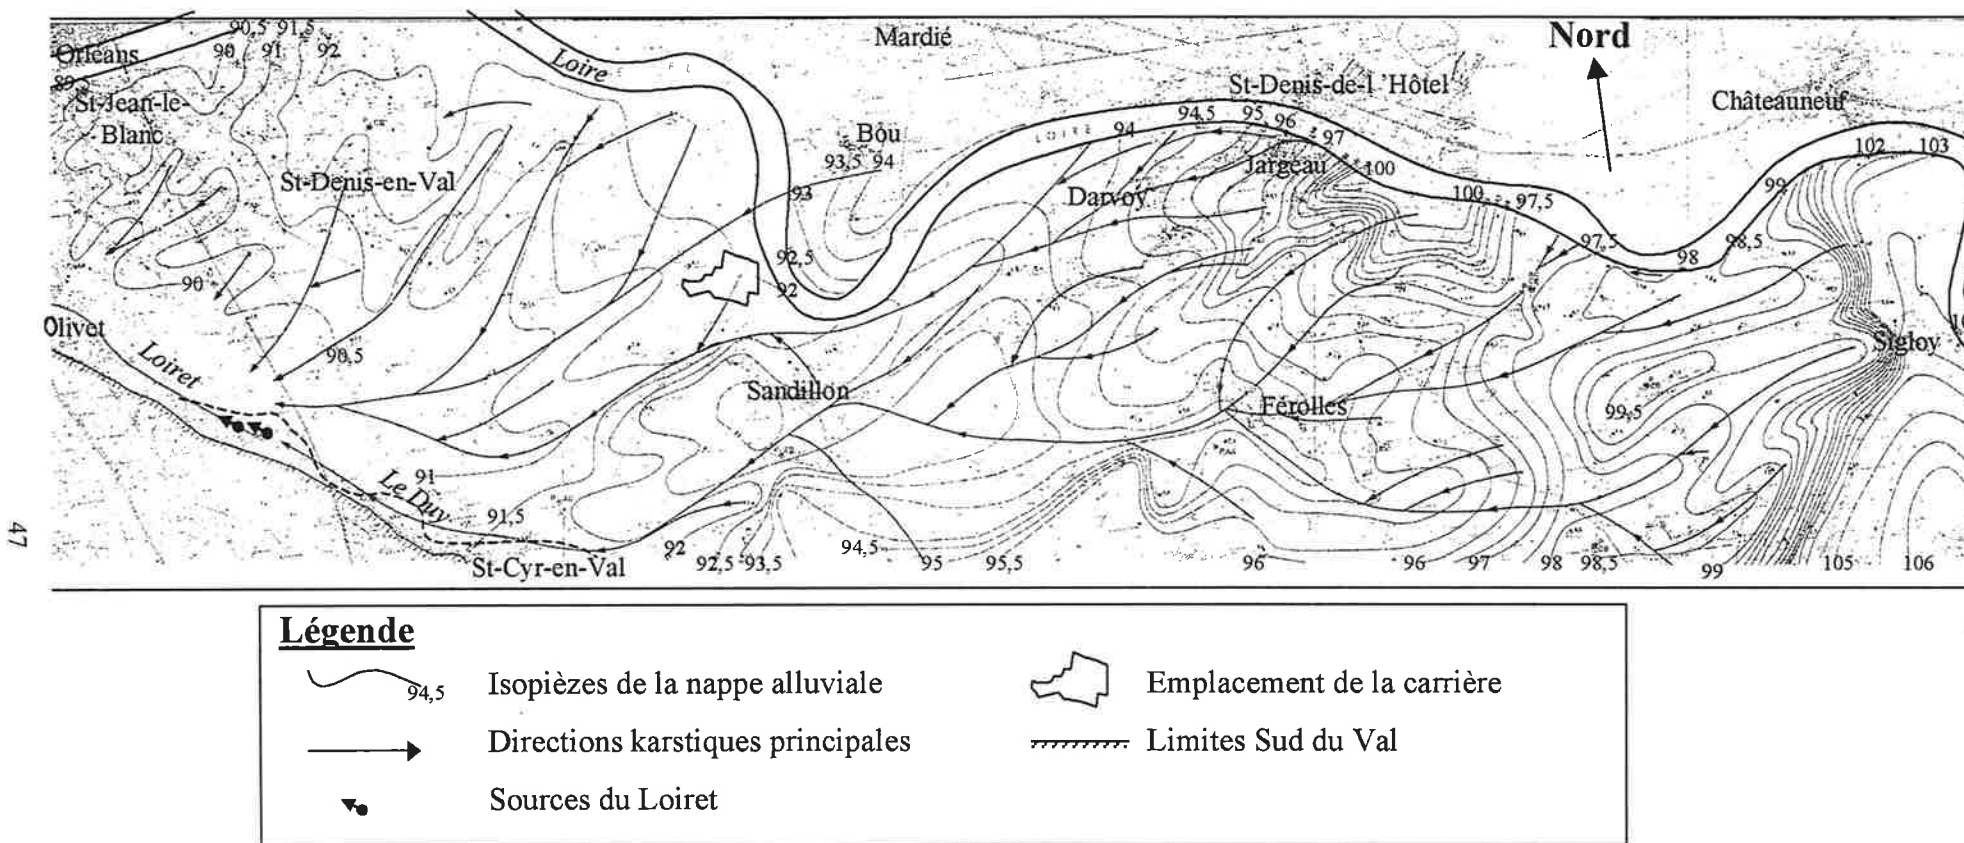 90,5 91,5
90 91 92
Orléans
89,5
St-Jean-le-
Blanc
St-Denis-en-Val
Loire
Mardié
Nord
St-Denis-de-l'Hôtel
Châteauneuf
Bou
93,5 94
93
LOIRE
94
94,5
95
96
97
Jargeau
100
100
97,5
97,5
98
98,5
99
102
103
Darvoy
92,5
92
90
Olivet
Loiret
90,5
Sandillon
Férolles
99,5
Sigloy
91
Le Duy
91,5
St-Cyr-en-Val
92
92,5
93,5
94,5
95
95,5
96
96
97
98
98,5
99
105
106
47
Légende
94,5
Isopièzes de la nappe alluviale
Emplacement de la carrière
Directions karstiques principales
Limites Sud du Val
Sources du Loiret